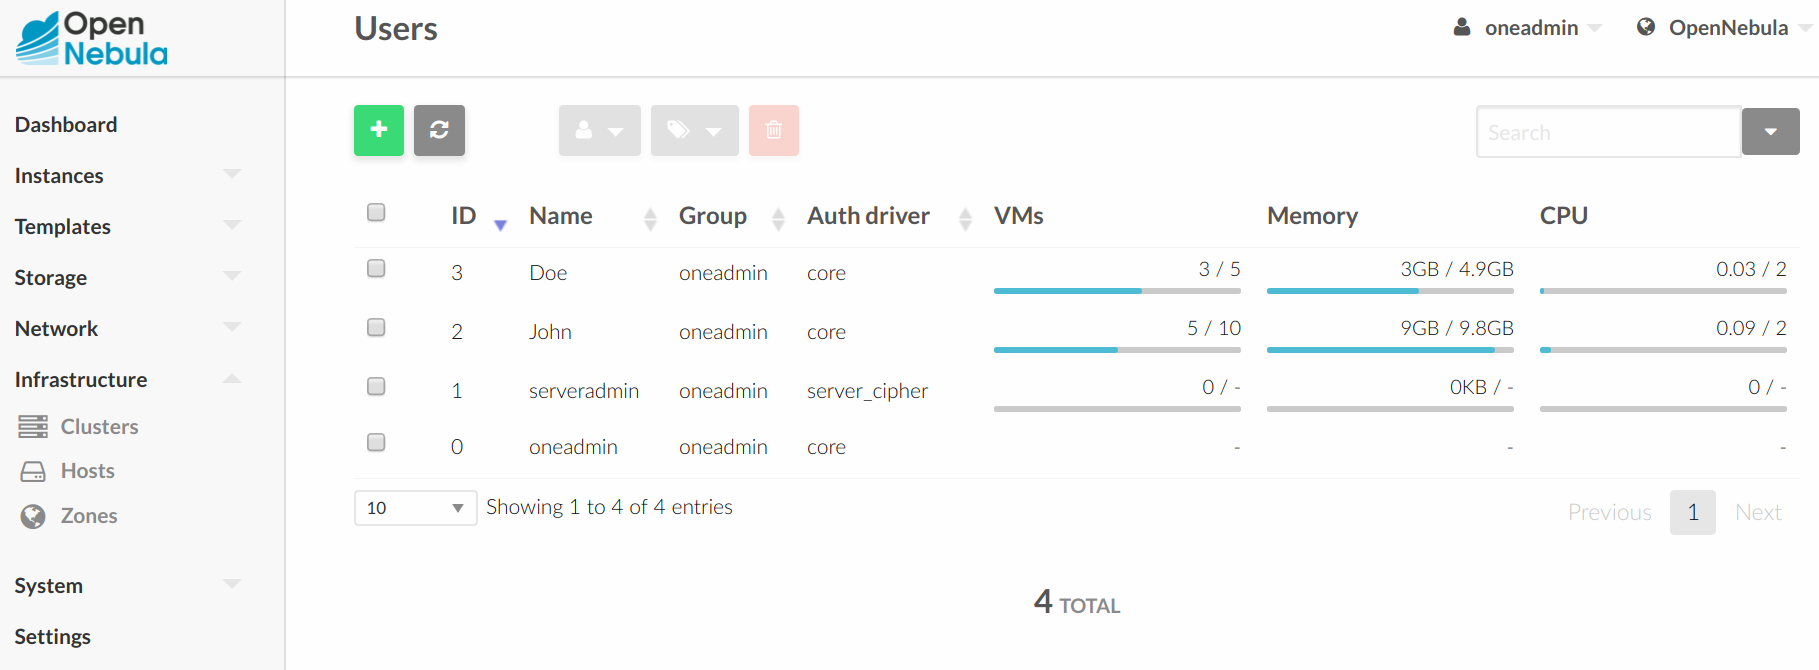 Open
Nebula
Users
oneadmin
OpenNebula
Dashboard
Instances
Templates
Storage
Network
Infrastructure
Clusters
Hosts
Zones
System
Settings
Search
ID Name Group Auth driver VMs Memory CPU
3 Doe oneadmin core 3 / 5 3GB / 4.9GB 0.03 / 2
2 John oneadmin core 5 / 10 9GB / 9.8GB 0.09 / 2
1 serveradmin oneadmin server_cipher 0 / - 0KB / - 0 / -
0 oneadmin oneadmin core - - -
10 Showing 1 to 4 of 4 entries
Previous 1 Next
4 TOTAL